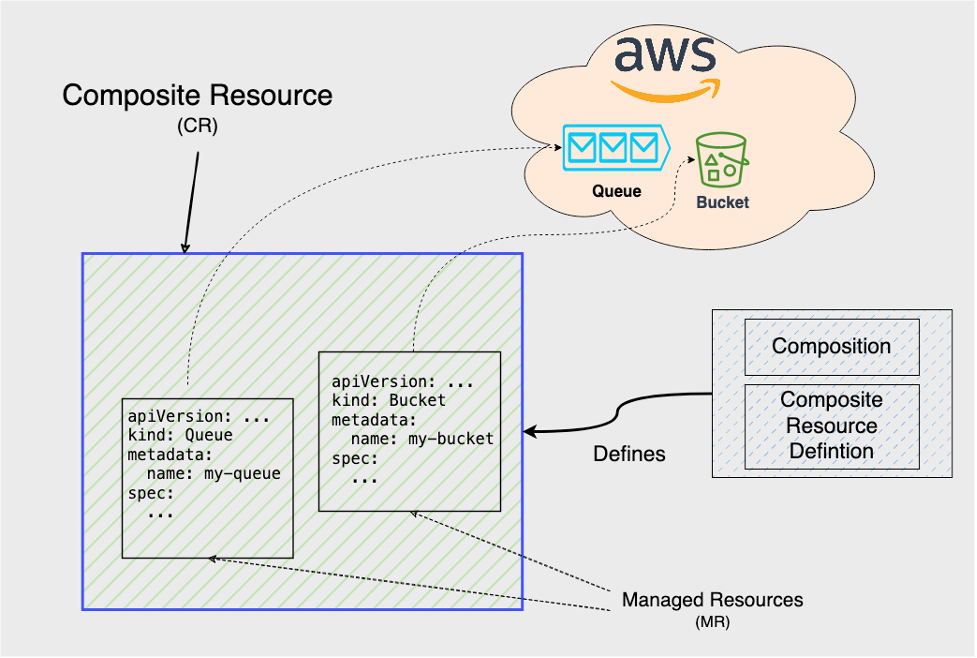 aws
Composite Resource
(CR)
Queue
Bucket
apiVersion: ...
kind: Queue
metadata:
  name: my-queue
spec:
  ...
apiVersion: ...
kind: Bucket
metadata:
  name: my-bucket
spec:
  ...
Composition
Composite
Resource
Defintion
Defines
Managed Resources
(MR)